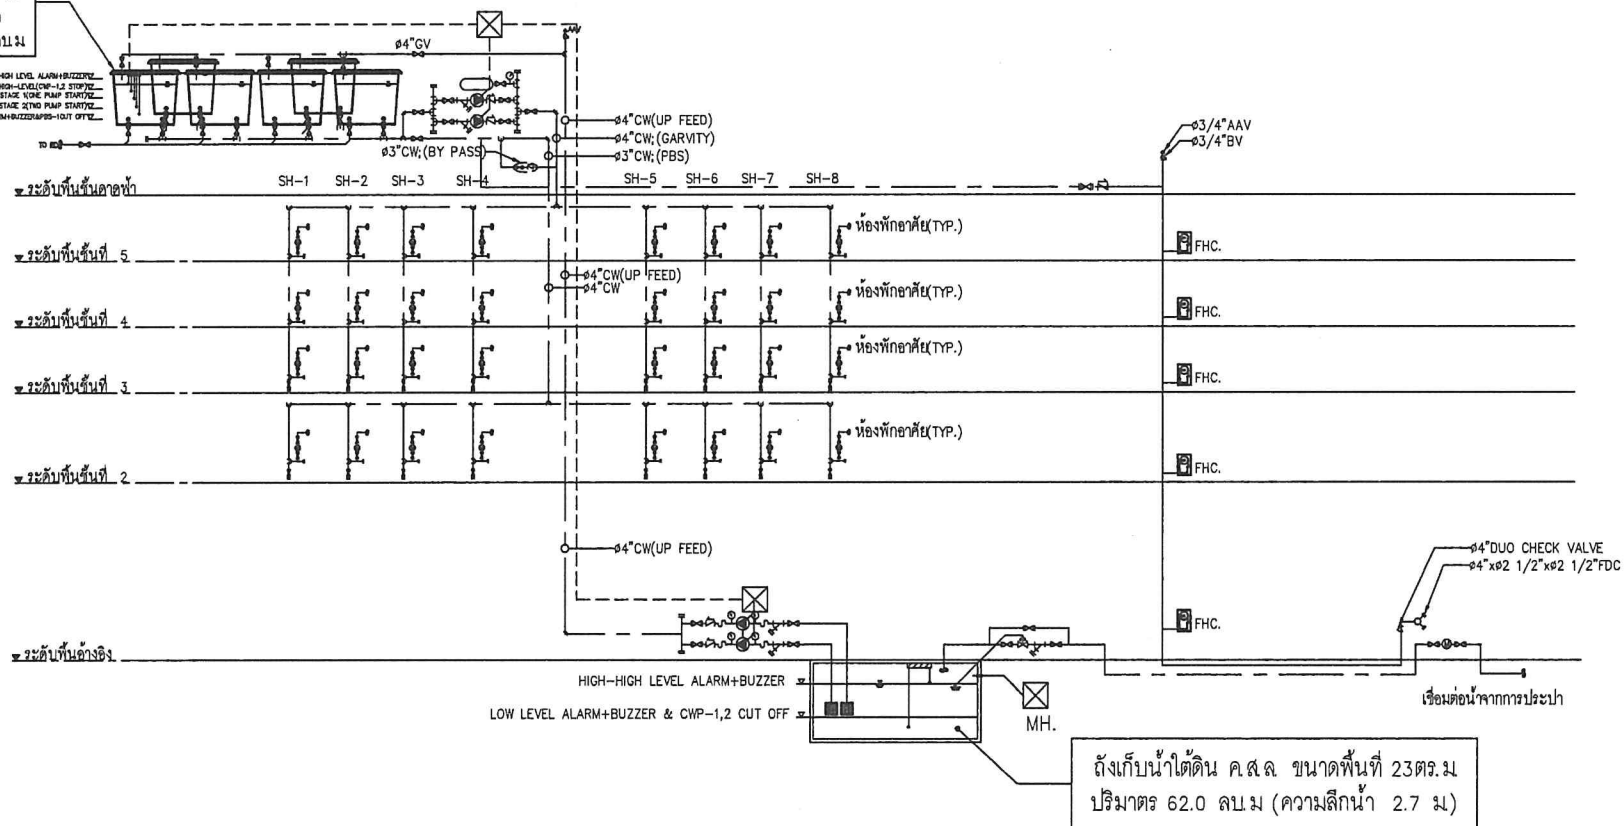 ลบ.ม
HIGH LEVEL ALARM+BUZZER
HIGH-LEVEL(CWP-1,2 STOP)
STAGE 1(ONE PUMP START)
STAGE 2(TWO PUMP START)
TO
ø4"GV
ø3"CW;(BY PASS)
ø4"CW(UP FEED)
ø4"CW;(GARVITY)
ø3"CW;(PBS)
ø3/4"AAV
ø3/4"BV
ระดับพื้นชั้นดาดฟ้า
SH-1 SH-2 SH-3 SH-4 SH-5 SH-6 SH-7 SH-8
ห้องพักอาศัย(TYP.)
FHC.
ระดับพื้นชั้นที่ 5
ø4"CW(UP FEED)
ø4"CW
ห้องพักอาศัย(TYP.)
FHC.
ระดับพื้นชั้นที่ 4
ห้องพักอาศัย(TYP.)
FHC.
ระดับพื้นชั้นที่ 3
ห้องพักอาศัย(TYP.)
FHC.
ระดับพื้นชั้นที่ 2
ø4"CW(UP FEED)
ø4"DUO CHECK VALVE
ø4"xø2 1/2"xø2 1/2"FDC
FHC.
ระดับพื้นอ้างอิง
HIGH-HIGH LEVEL ALARM+BUZZER
LOW LEVEL ALARM+BUZZER & CWP-1,2 CUT OFF
MH.
เชื่อมต่อน้ำจากการประปา
ถังเก็บน้ำใต้ดิน ค.ส.ล. ขนาดพื้นที่ 23ตร.ม
ปริมาตร 62.0 ลบ.ม (ความลึกน้ำ 2.7 ม.)